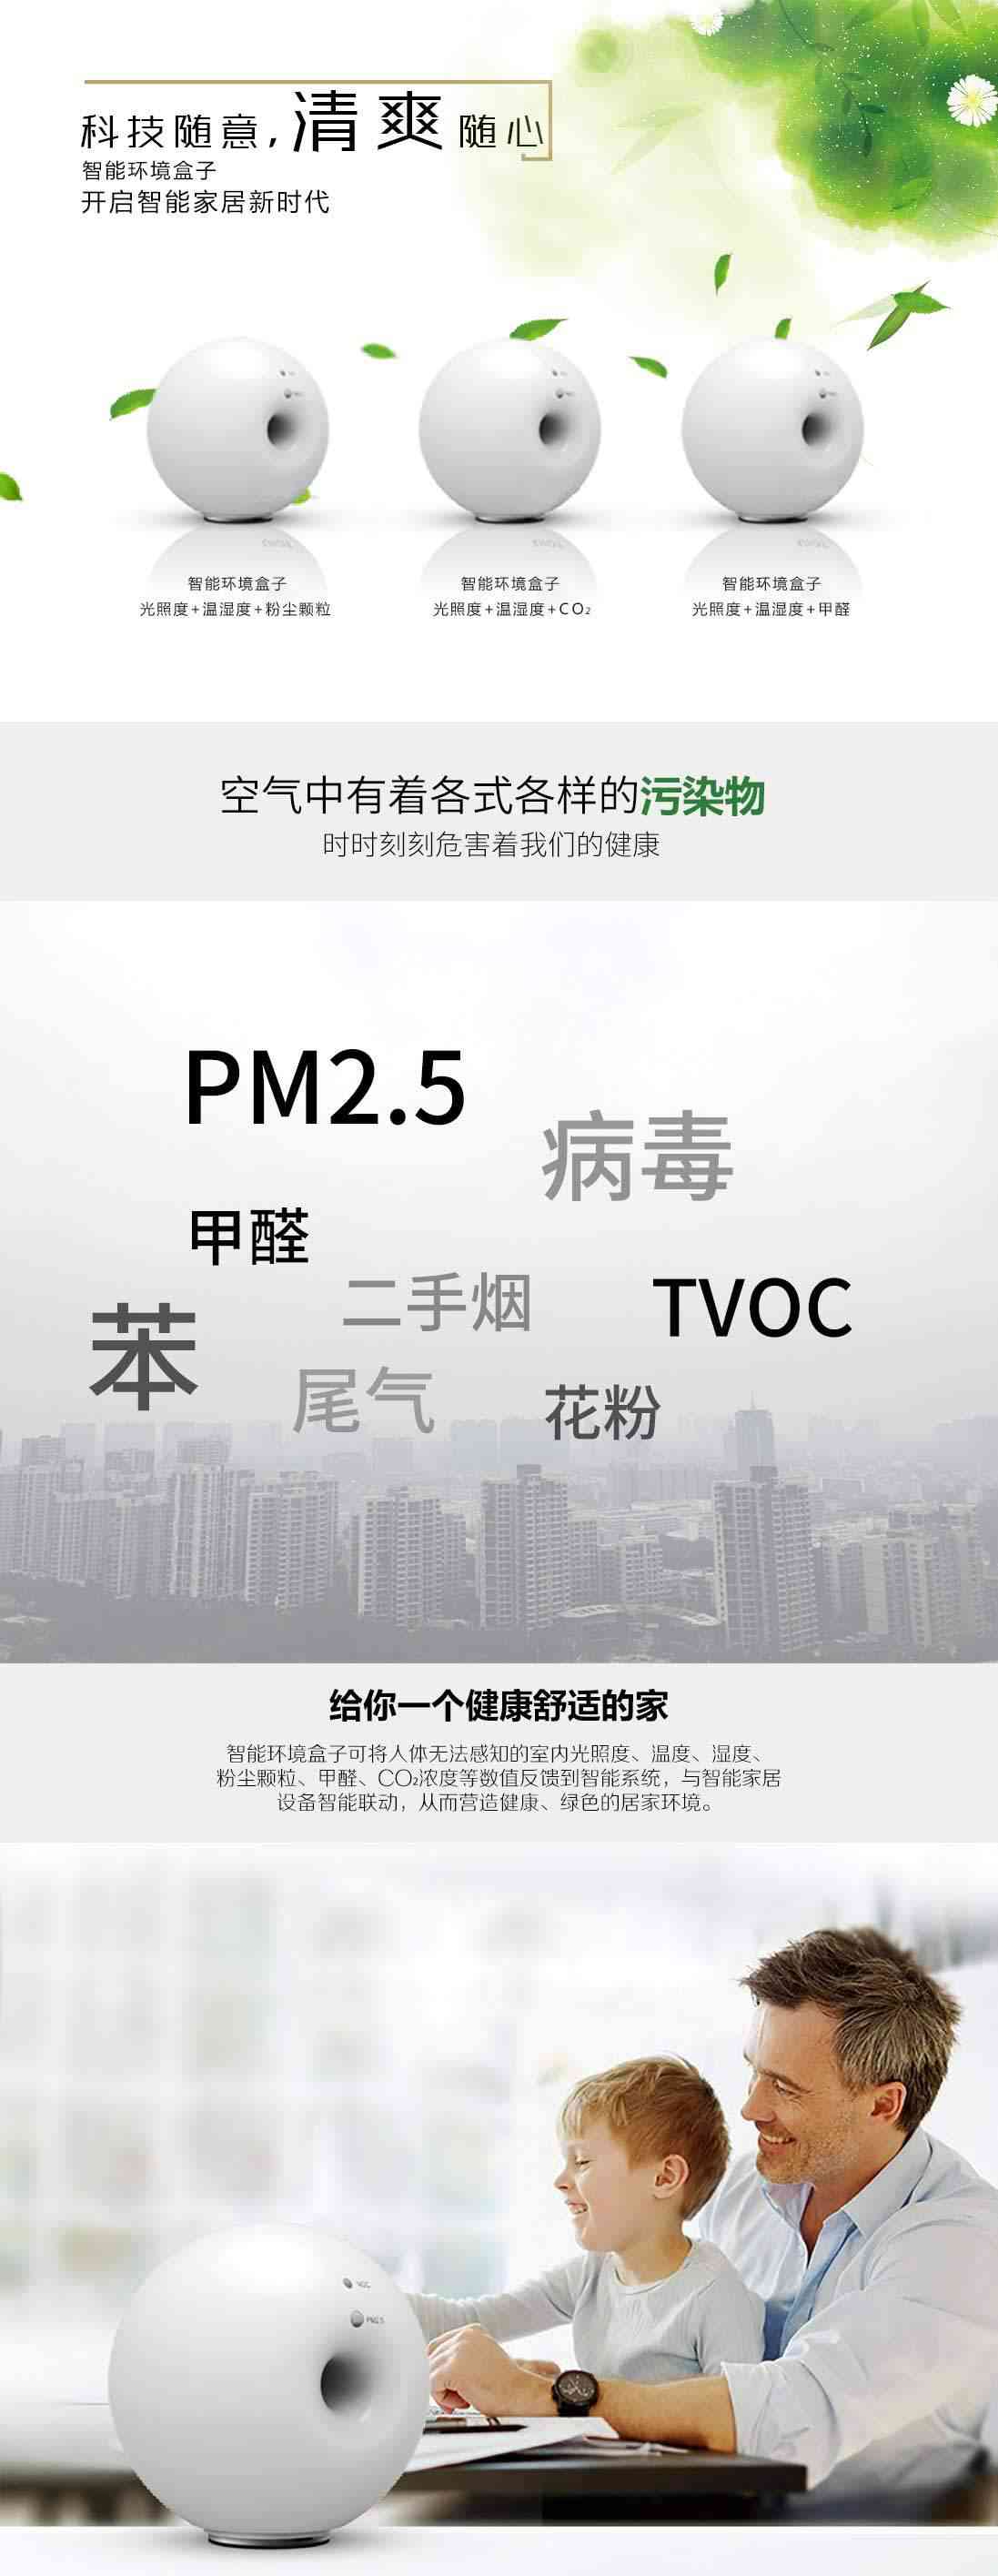 科技随意,清爽随心
智能环境盒子
开启智能家居新时代
智能环境盒子
光照度+温湿度+粉尘颗粒
智能环境盒子
光照度+温湿度+CO₂
智能环境盒子
光照度+温湿度+甲醛
空气中有着各式各样的污染物
时时刻刻危害着我们的健康
PM2.5
病毒
甲醛
二手烟
TVOC
苯
尾气
花粉
给你一个健康舒适的家
智能环境盒子可将人体无法感知的室内光照度、温度、湿度、
粉尘颗粒、甲醛、CO₂浓度等数值反馈到智能系统，与智能家居
设备智能联动，从而营造健康、绿色的居家环境。
VOC
PM2.5